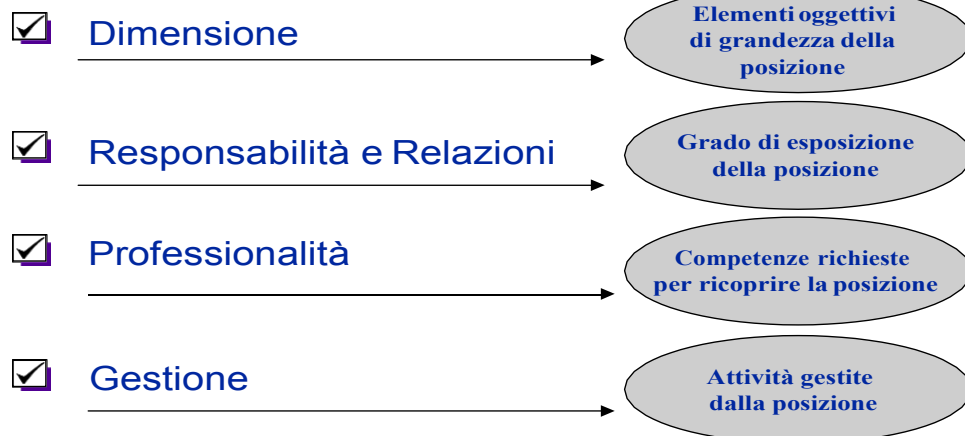 Dimensione
Elementi oggettivi
di grandezza della
posizione
Responsabilità e Relazioni
Grado di esposizione
della posizione
Professionalità
Competenze richieste
per ricoprire la posizione
Gestione
Attività gestite
dalla posizione